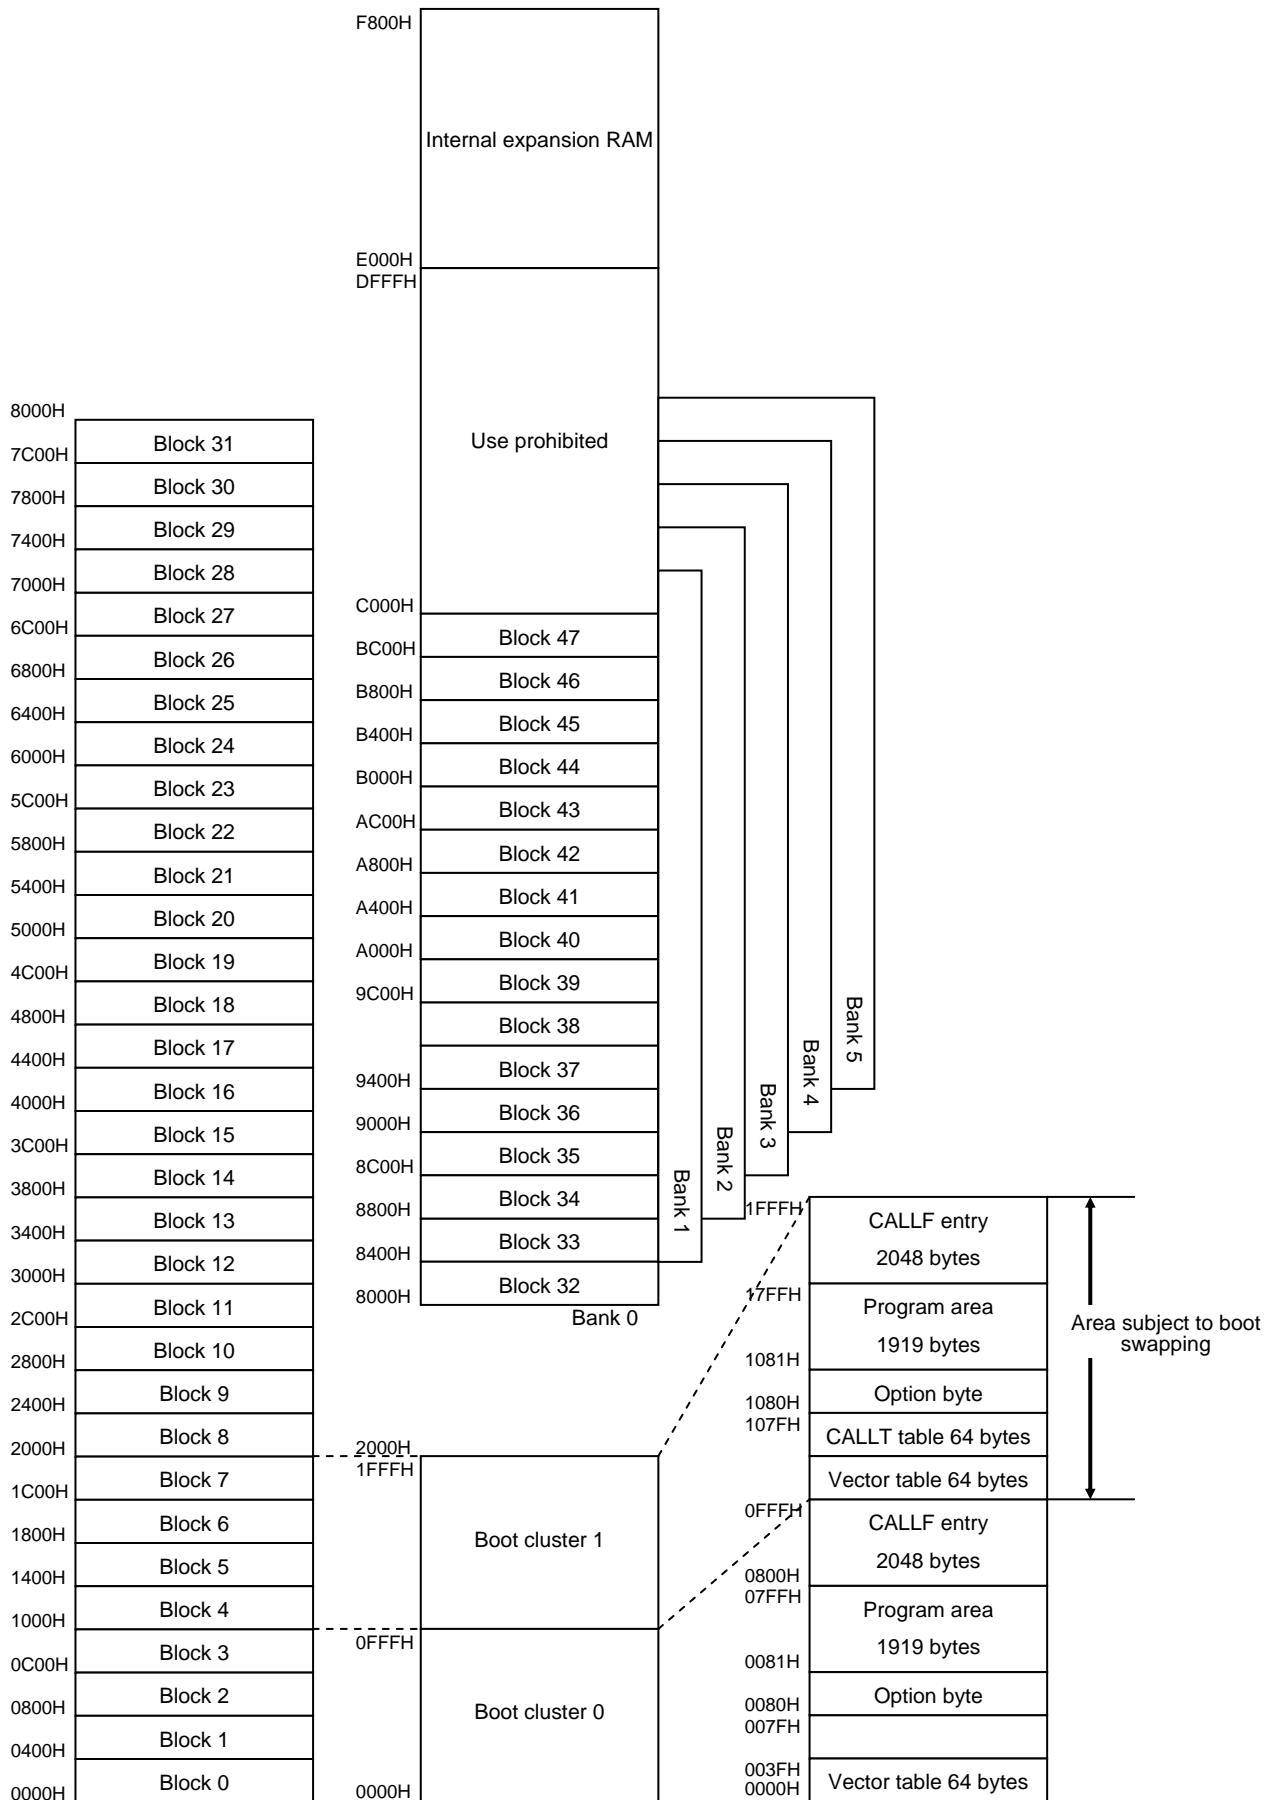 F800H
Internal expansion RAM
E000H
DFFFH
Use prohibited
C000H
Block 47
BC00H
Block 46
B800H
Block 45
B400H
Block 44
B000H
Block 43
AC00H
Block 42
A800H
Block 41
A400H
Block 40
A000H
Block 39
9C00H
Block 38
Block 37
9400H
Block 36
9000H
Block 35
8C00H
Block 34
8800H
Block 33
8400H
Block 32
8000H
Bank 0
Bank 1
Bank 2
Bank 3
Bank 4
Bank 5
8000H
Block 31
7C00H
Block 30
7800H
Block 29
7400H
Block 28
7000H
Block 27
6C00H
Block 26
6800H
Block 25
6400H
Block 24
6000H
Block 23
5C00H
Block 22
5800H
Block 21
5400H
Block 20
5000H
Block 19
4C00H
Block 18
4800H
Block 17
4400H
Block 16
4000H
Block 15
3C00H
Block 14
3800H
Block 13
3400H
Block 12
3000H
Block 11
2C00H
Block 10
2800H
Block 9
2400H
Block 8
2000H
Block 7
1C00H
Block 6
1800H
Block 5
1400H
Block 4
1000H
Block 3
0C00H
Block 2
0800H
Block 1
0400H
Block 0
0000H
2000H
1FFFH
Boot cluster 1
0FFFH
Boot cluster 0
0000H
1FFFH
CALLF entry
2048 bytes
17FFH
Program area
1919 bytes
1081H
Option byte
1080H
107FH
CALLT table 64 bytes
Vector table 64 bytes
0FFFH
CALLF entry
2048 bytes
0800H
07FFH
Program area
1919 bytes
0081H
Option byte
0080H
007FH
003FH
Vector table 64 bytes
0000H
Area subject to boot
swapping